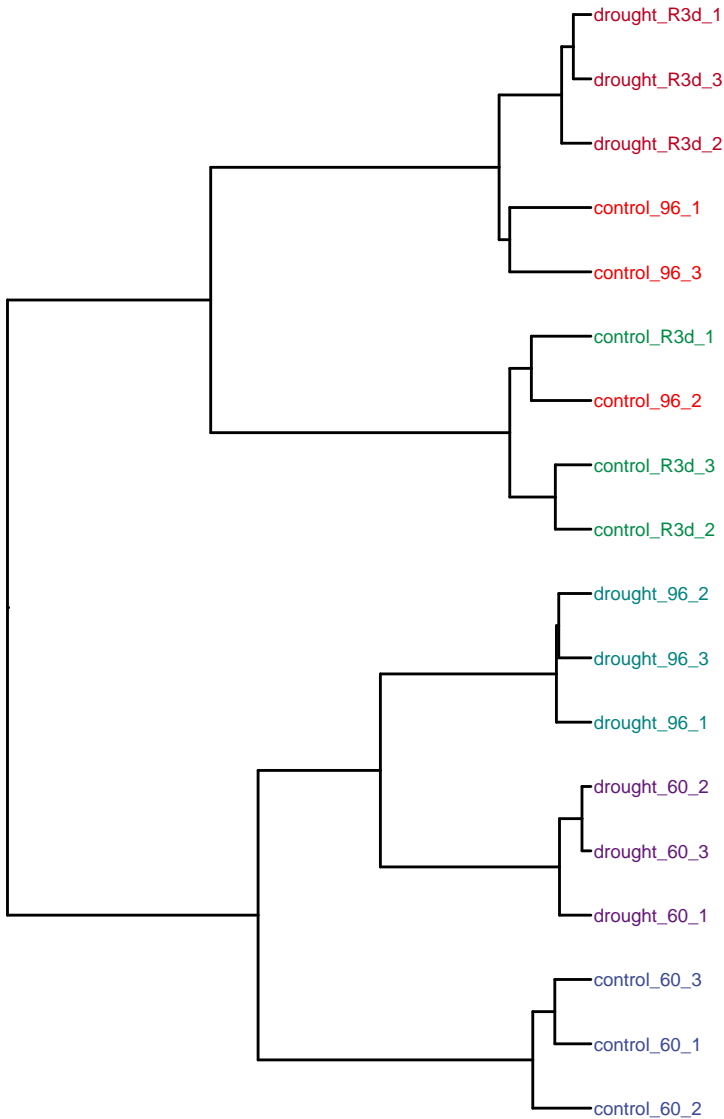 drought_R3d_1
drought_R3d_3
drought_R3d_2
control_96_1
control_96_3
control_R3d_1
control_96_2
control_R3d_3
control_R3d_2
drought_96_2
drought_96_3
drought_96_1
drought_60_2
drought_60_3
drought_60_1
control_60_3
control_60_1
control_60_2